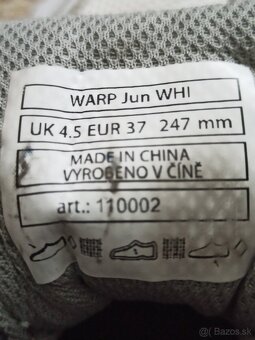 WARP Jun WHI
UK 4.5 EUR 37 247 mm
MADE IN CHINA
VYROBENO V ČÍNĚ
art.: 110002
@ Bazos.sk